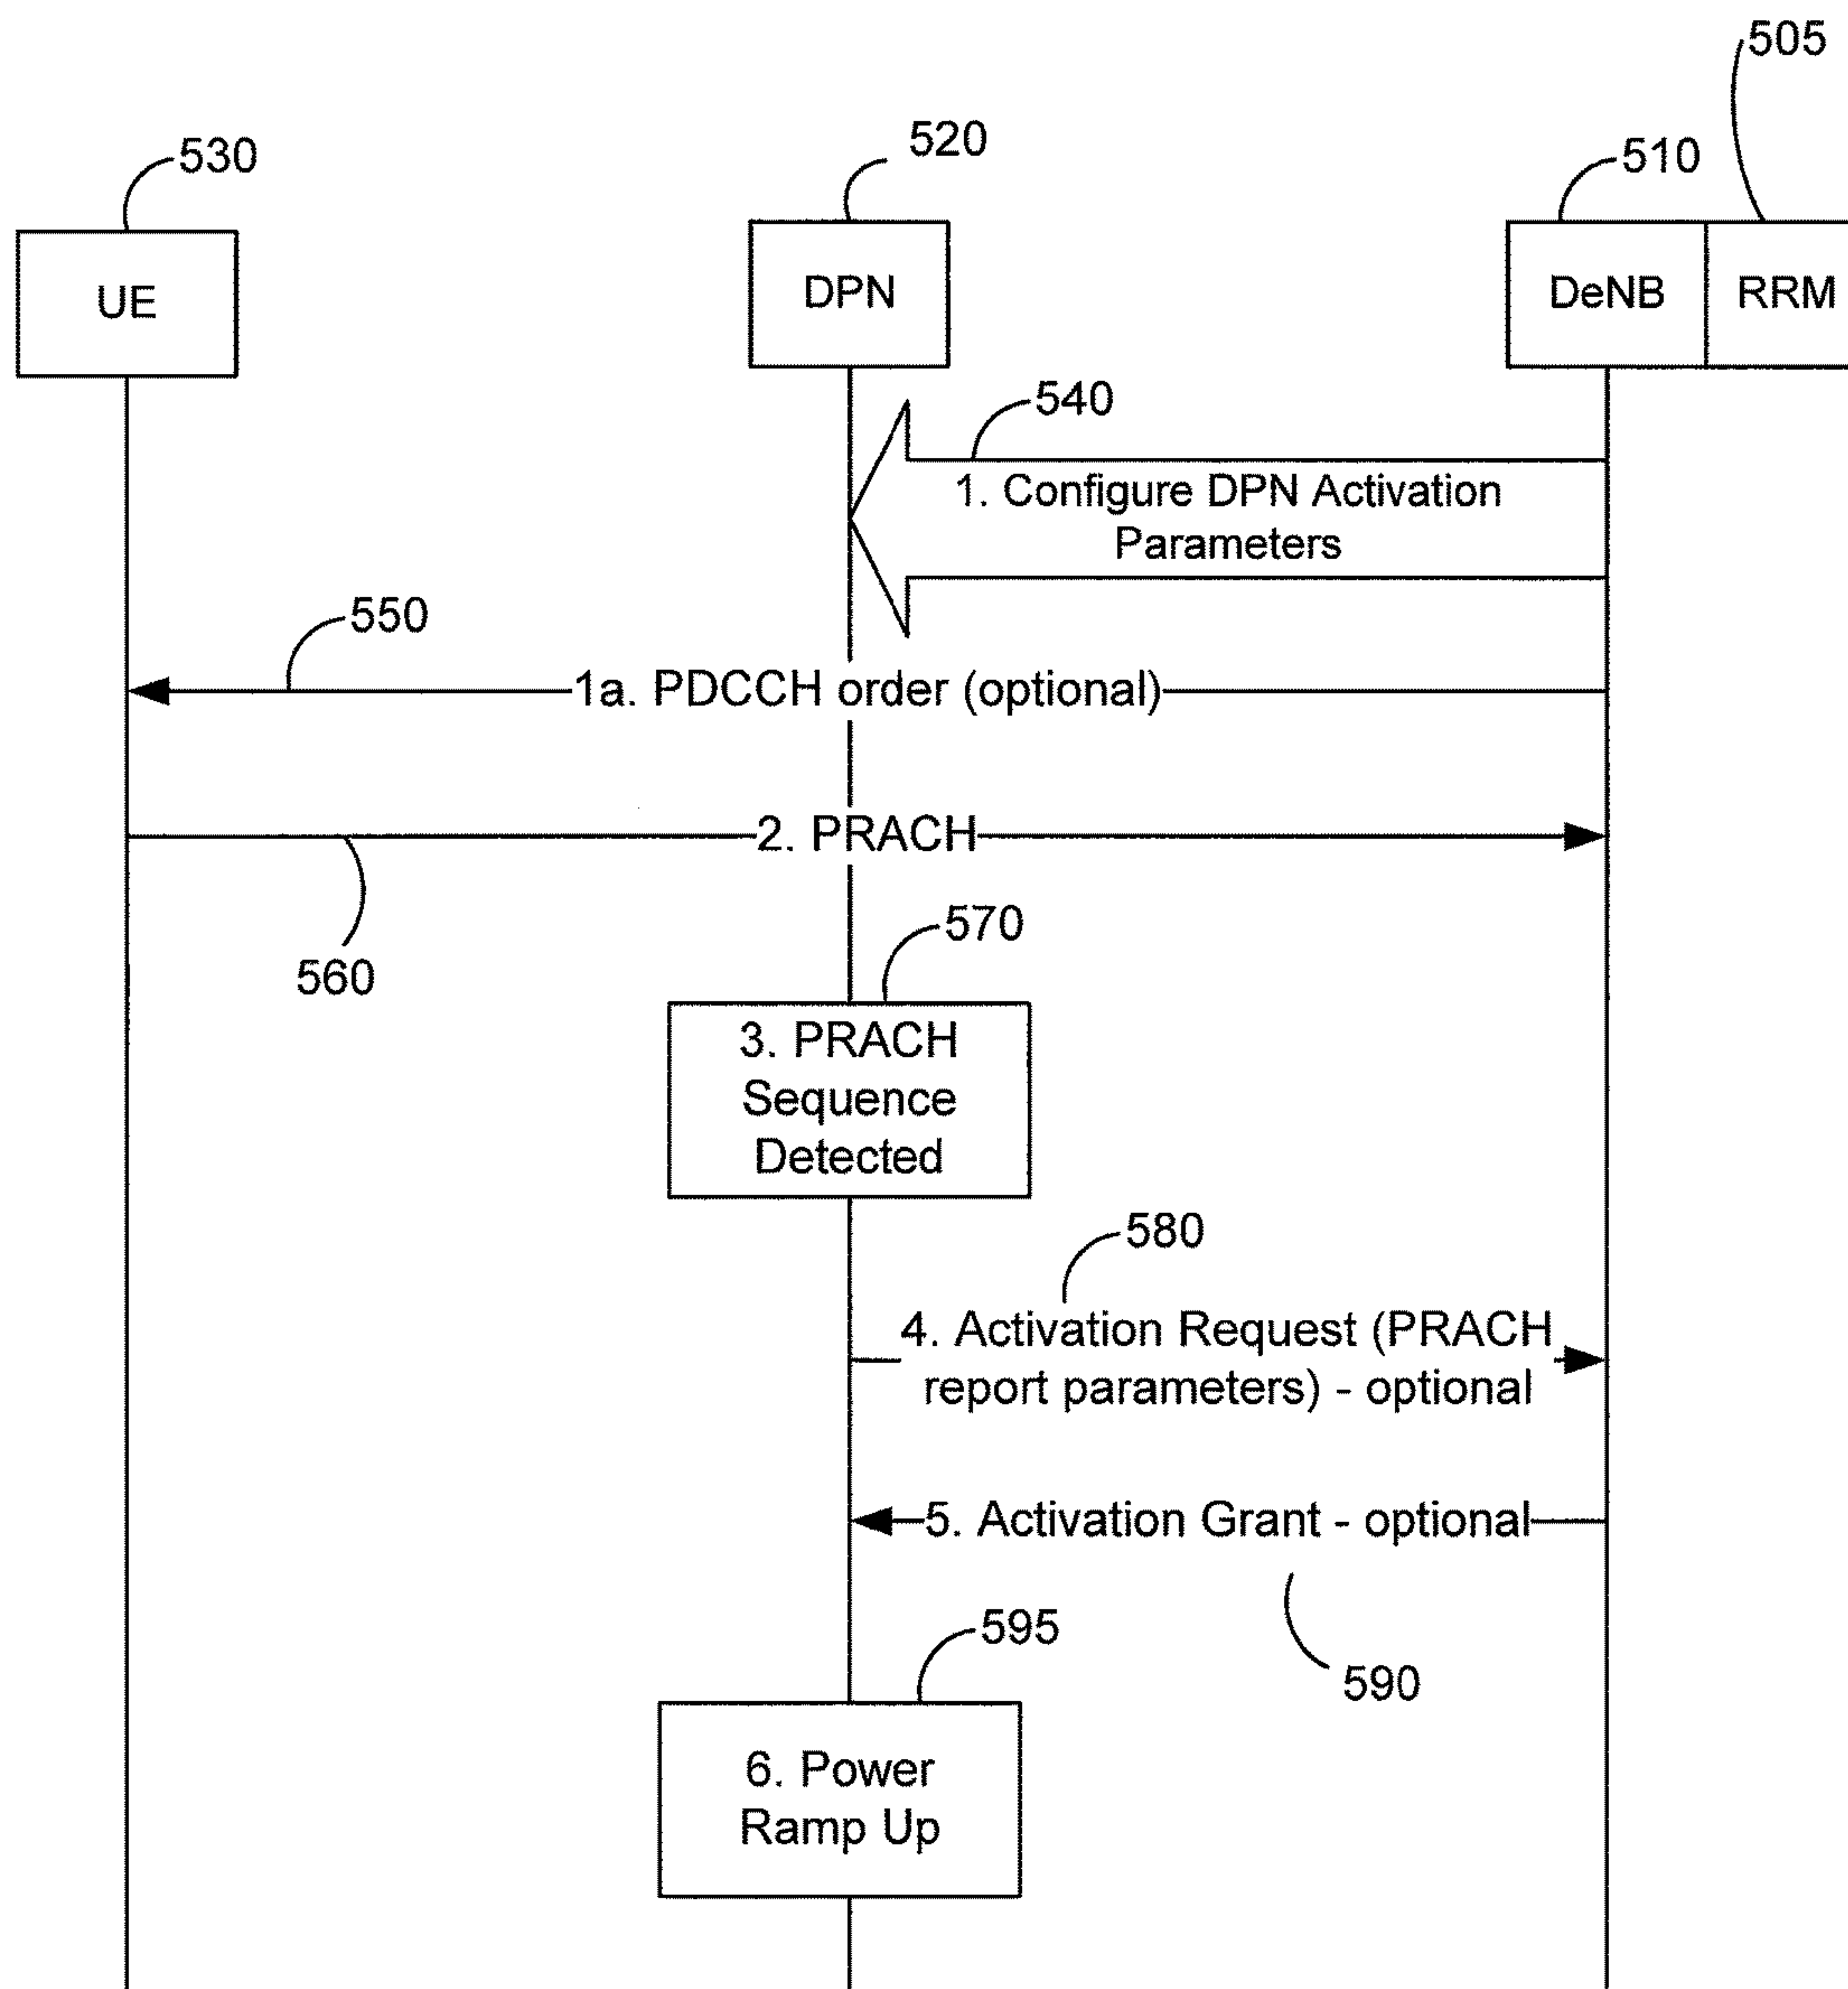 505
530
520
510
UE
DPN
DeNB
RRM
540
1. Configure DPN Activation
Parameters
550
1a. PDCCH order (optional)
2. PRACH
560
570
3. PRACH
Sequence
Detected
580
4. Activation Request (PRACH
report parameters) - optional
5. Activation Grant - optional
590
595
6. Power
Ramp Up